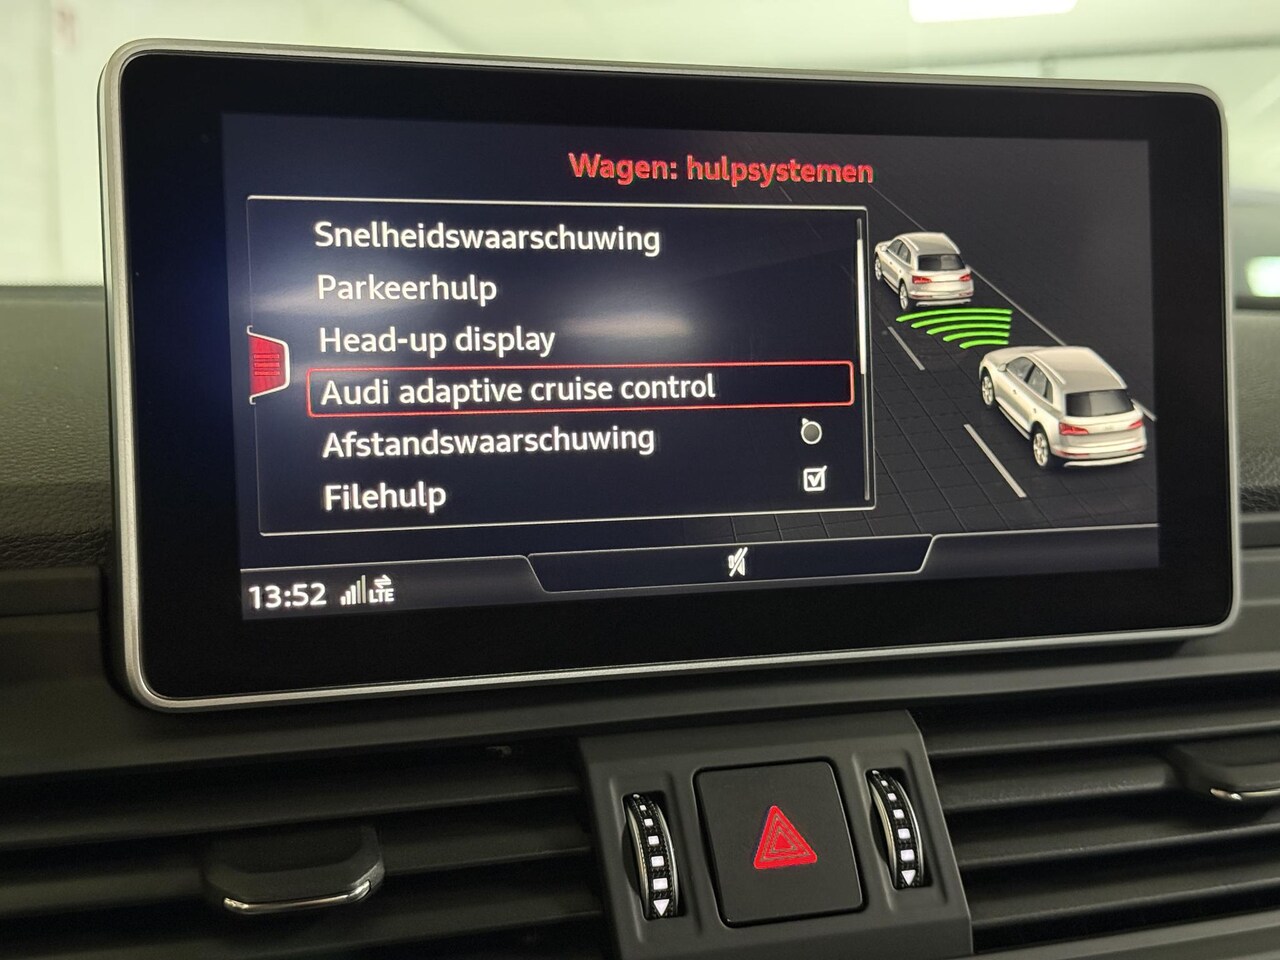 Wagen: hulpsystemen
Snelheidswaarschuwing
Parkeerhulp
Head-up display
Audi adaptive cruise control
Afstandswaarschuwing
Filehulp
13:52 LTE